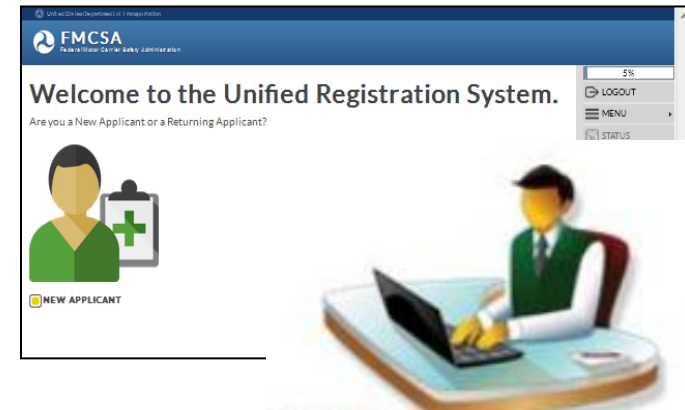 United States Department of Transportation
FMCSA
Federal Motor Carrier Safety Administration
5%
Welcome to the Unified Registration System.
LOGOUT
Are you a New Applicant or a Returning Applicant?
MENU
STATUS
NEW APPLICANT